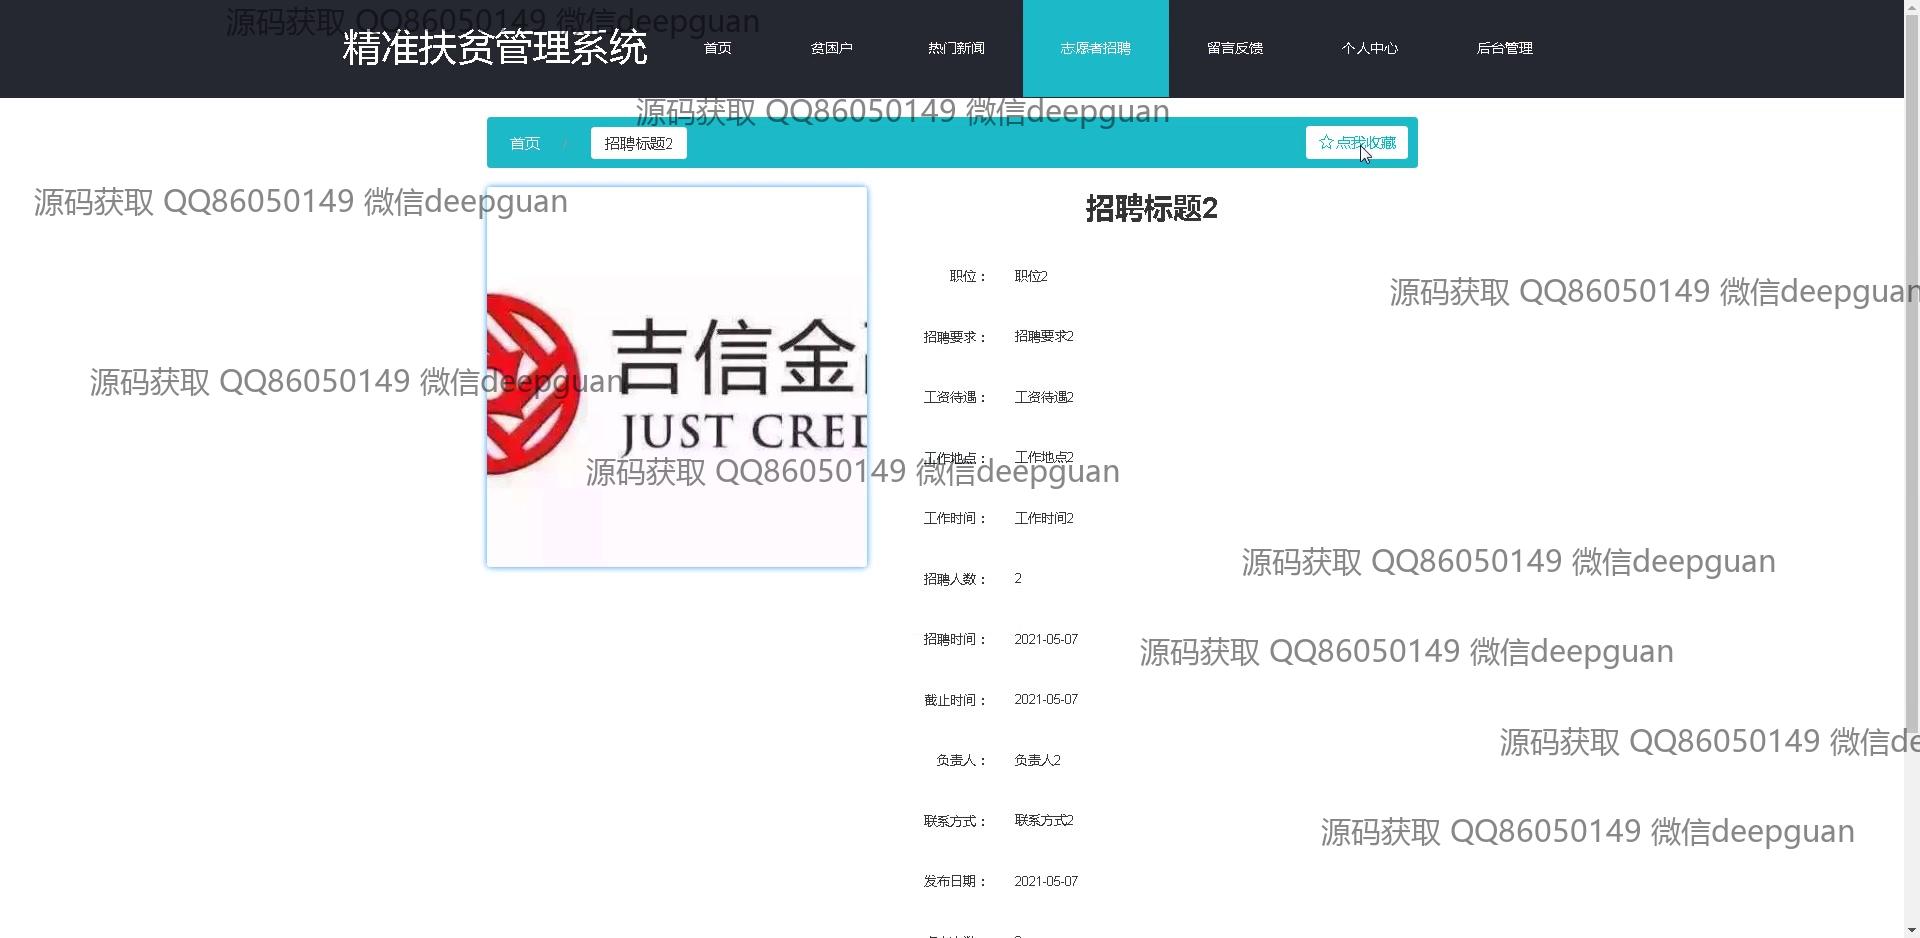 源码获取 QQ86050149 微信deepguan
精准扶贫管理系统
首页
贫困户
热门新闻
志愿者招聘
留言反馈
个人中心
后台管理
源码获取 QQ86050149 微信deepguan
首页 / 招聘标题2
☆点我收藏
源码获取 QQ86050149 微信deepguan
招聘标题2
吉信金
JUST CRED
职位： 职位2
源码获取 QQ86050149 微信deepguan
招聘要求： 招聘要求2
源码获取 QQ86050149 微信deepguan
工资待遇： 工资待遇2
工作地点： 工作地点2
源码获取 QQ86050149 微信deepguan
工作时间： 工作时间2
源码获取 QQ86050149 微信deepguan
招聘人数： 2
招聘时间： 2021-05-07
源码获取 QQ86050149 微信deepguan
截止时间： 2021-05-07
源码获取 QQ86050149 微信de
负责人： 负责人2
联系方式： 联系方式2
源码获取 QQ86050149 微信deepguan
发布日期： 2021-05-07